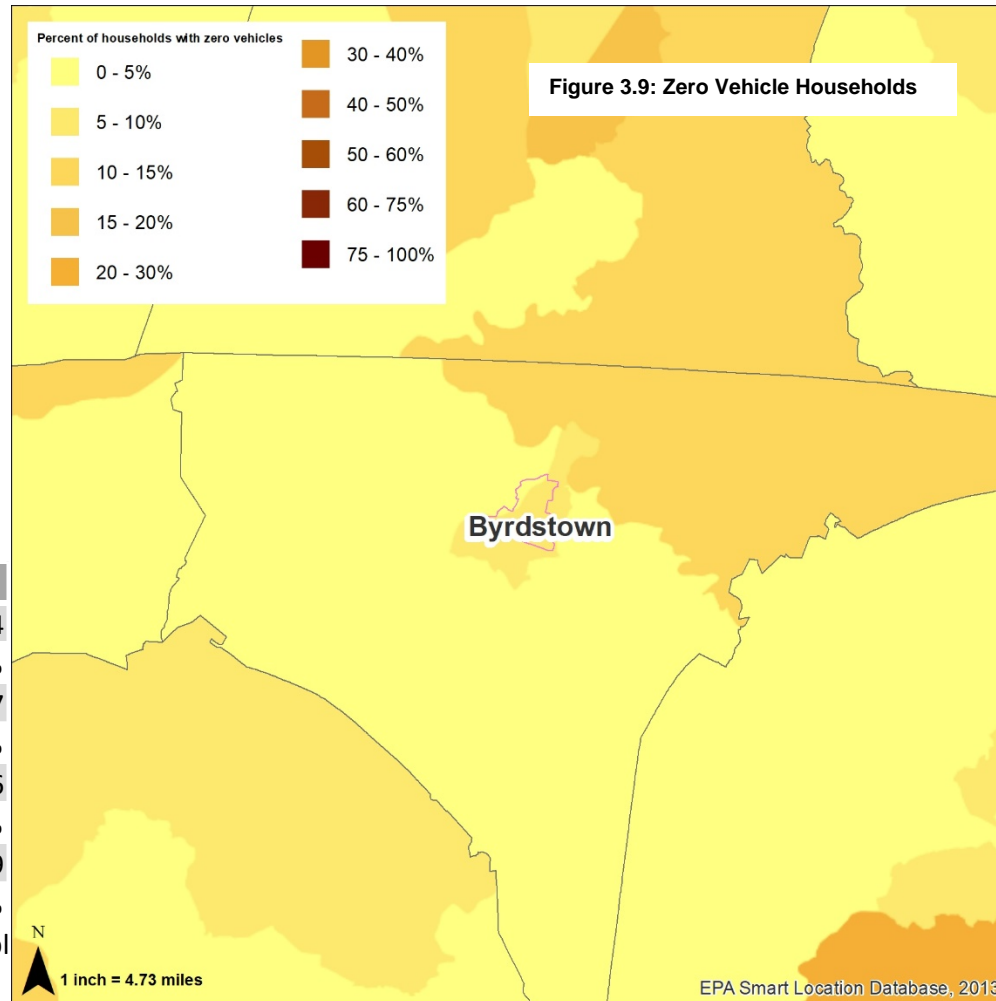 Percent of households with zero vehicles
0 - 5%
5 - 10%
10 - 15%
15 - 20%
20 - 30%
30 - 40%
40 - 50%
50 - 60%
60 - 75%
75 - 100%
Figure 3.9: Zero Vehicle Households
Byrdstown
N
1 inch = 4.73 miles
EPA Smart Location Database, 2013